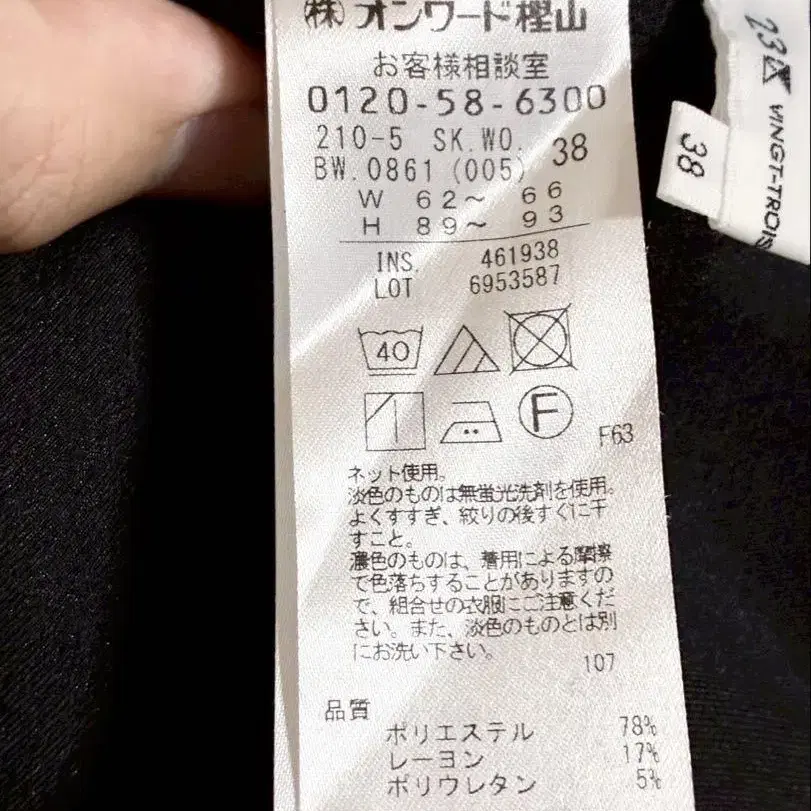 (株)オンワード樫山
お客様相談室
0120-58-6300
210-5 SK.WO.
BW.0861(005) 38
W 62〜 66
H 89〜 93
INS. 461938
LOT 6953587
40
F
F63
ネット使用。
淡色のものは無蛍光洗剤を使用。
よくすすぎ、絞りの後すぐに干
すこと。
濃色のものは、着用による摩擦
で色落ちすることがありますの
で、組合せの衣服にご注意くだ
さい。また、淡色のものとは別
にお洗い下さい。
107
品質
ポリエステル 78%
レーヨン 17%
ポリウレタン 5%
38
23区
VINGT-TROIS